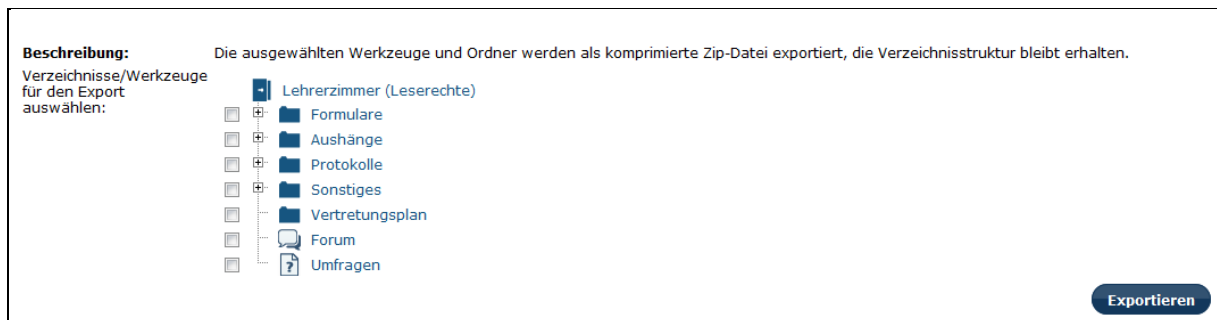 Beschreibung: Die ausgewählten Werkzeuge und Ordner werden als komprimierte Zip-Datei exportiert, die Verzeichnisstruktur bleibt erhalten.
Verzeichnisse/Werkzeuge
für den Export
auswählen:
Lehrerzimmer (Leserechte)
Formulare
Aushänge
Protokolle
Sonstiges
Vertretungsplan
Forum
Umfragen
Exportieren